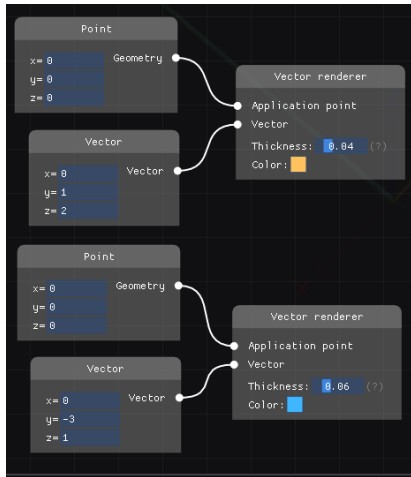 Point
x= 0
Geometry
y= 0
z= 0
Vector
x= 0
Vector
y= 1
z= 2
Vector renderer
Application point
Vector
Thickness: 0.04 (?)
Color:
Point
x= 0
Geometry
y= 0
z= 0
Vector
x= 0
Vector
y= -3
z= 1
Vector renderer
Application point
Vector
Thickness: 0.06 (?)
Color: